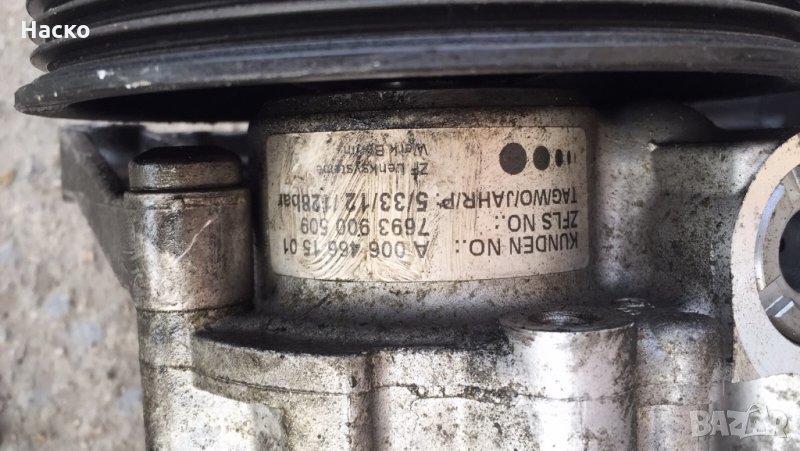 Наско
KUNDEN NO.: A 006 466 15 01
ZFLS NO.: 7693 900 509
TAG/WO/JAHR/P. 5/33/12/128bar
ZF Lenksysteme
Werk Berlin
BAZAR